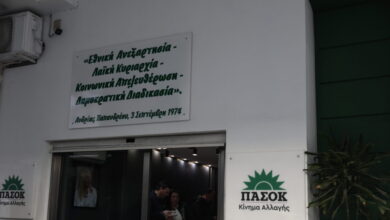 «Εθνική Ανεξαρτησία -
Λαϊκή Κυριαρχία -
Κοινωνική Απελευθέρωση -
Δημοκρατική Διαδικασία».
Ανδρέας Παπανδρέου, 3 Σεπτέμβρη 1974
ΠΑΣΟΚ
Κίνημα Αλλαγής
ΠΑΣΟΚ
Κίνημα Αλλαγής